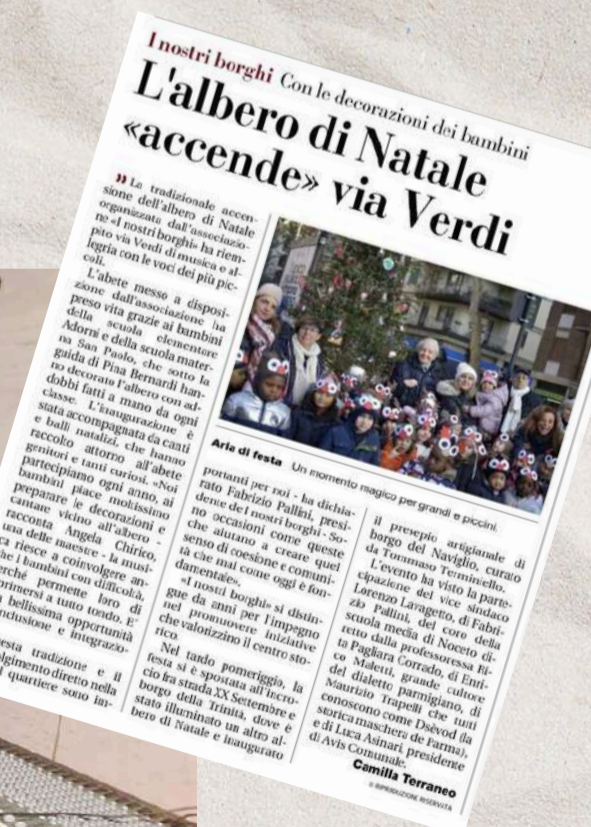 I nostri borghi Con le decorazioni dei bambini
L'albero di Natale
«accende» via Verdi
» La tradizionale accen-
sione dell'albero di Natale
organizzata dall'associazio-
ne «I nostri borghi» ha riem-
pito via Verdi di musica e al-
legria con le voci dei più pic-
coli.
L'abete messo a disposi-
zione dall'associazione ha
preso vita grazie ai bambini
della scuola elementare
Adorni e della scuola mater-
na San Paolo, che sotto la
guida di Pina Bernardi han-
no decorato l'albero con ad-
dobbi fatti a mano da ogni
classe. L'inaugurazione è
stata accompagnata da canti
e balli natalizi, che hanno
raccolto attorno all'abete
genitori e tanti curiosi. «Noi
partecipiamo ogni anno, ai
bambini piace moltissimo
preparare le decorazioni e
cantare vicino all'albero -
racconta Angela Chirico,
una delle maestre - la musi-
ca riesce a coinvolgere an-
he i bambini con difficoltà,
erché permette loro di
primersi a tutto tondo. E'
a bellissima opportunità
nclusione e integrazio-
esta tradizione e il
olgimento diretto nella
l quartiere sono im-
Aria di festa Un momento magico per grandi e piccini.
portanti per noi - ha dichia-
rato Fabrizio Pallini, presi-
dente de I nostri borghi - So-
no occasioni come queste
che aiutano a creare quel
senso di coesione e comuni-
tà che mai come oggi è fon-
damentale».
«I nostri borghi» si distin-
gue da anni per l'impegno
nel promuovere iniziative
che valorizzino il centro sto-
rico.
Nel tardo pomeriggio, la
festa si è spostata all'incro-
cio fra strada XX Settembre e
borgo della Trinità, dove è
stato illuminato un altro al-
bero di Natale e inaugurato
il presepio artigianale di
borgo del Naviglio, curato
da Tommaso Terminiello.
L'evento ha visto la parte-
cipazione del vice sindaco
Lorenzo Lavagetto, di Fabri-
zio Pallini, del coro della
scuola media di Noceto di-
retto dalla professoressa Ri-
ta Pagliara Corrado, di Enri-
co Maletti, grande cultore
del dialetto parmigiano, di
Maurizio Trapelli che tutti
conoscono come Dsèvod (la
storica maschera de Parma),
e di Luca Asinari, presidente
di Avis Comunale.
Camilla Terraneo
© RIPRODUZIONE RISERVATA